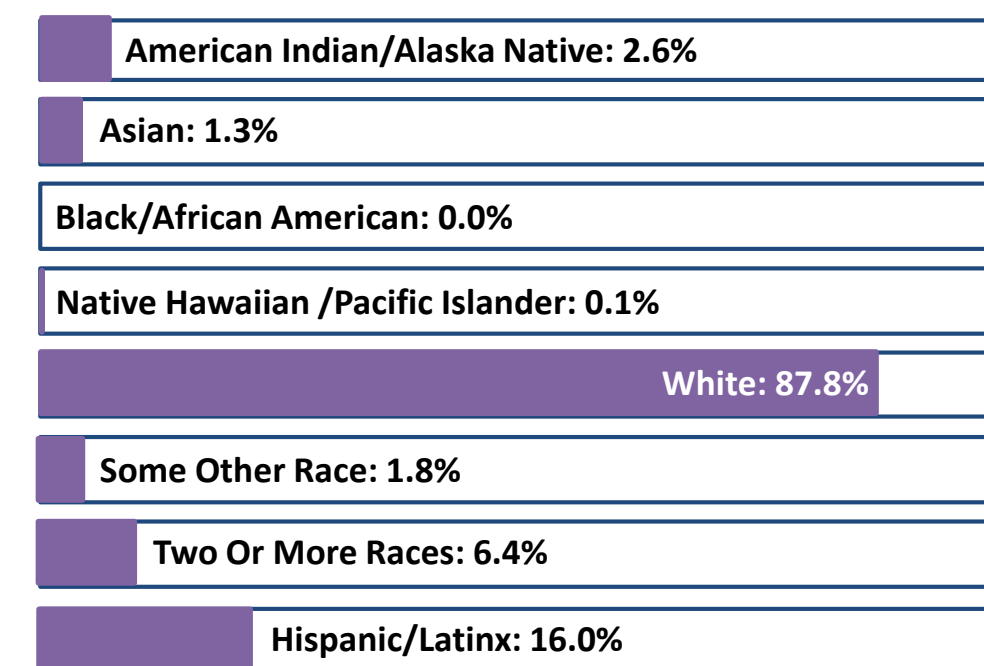 American Indian/Alaska Native: 2.6%
Asian: 1.3%
Black/African American: 0.0%
Native Hawaiian /Pacific Islander: 0.1%
White: 87.8%
Some Other Race: 1.8%
Two Or More Races: 6.4%
Hispanic/Latinx: 16.0%